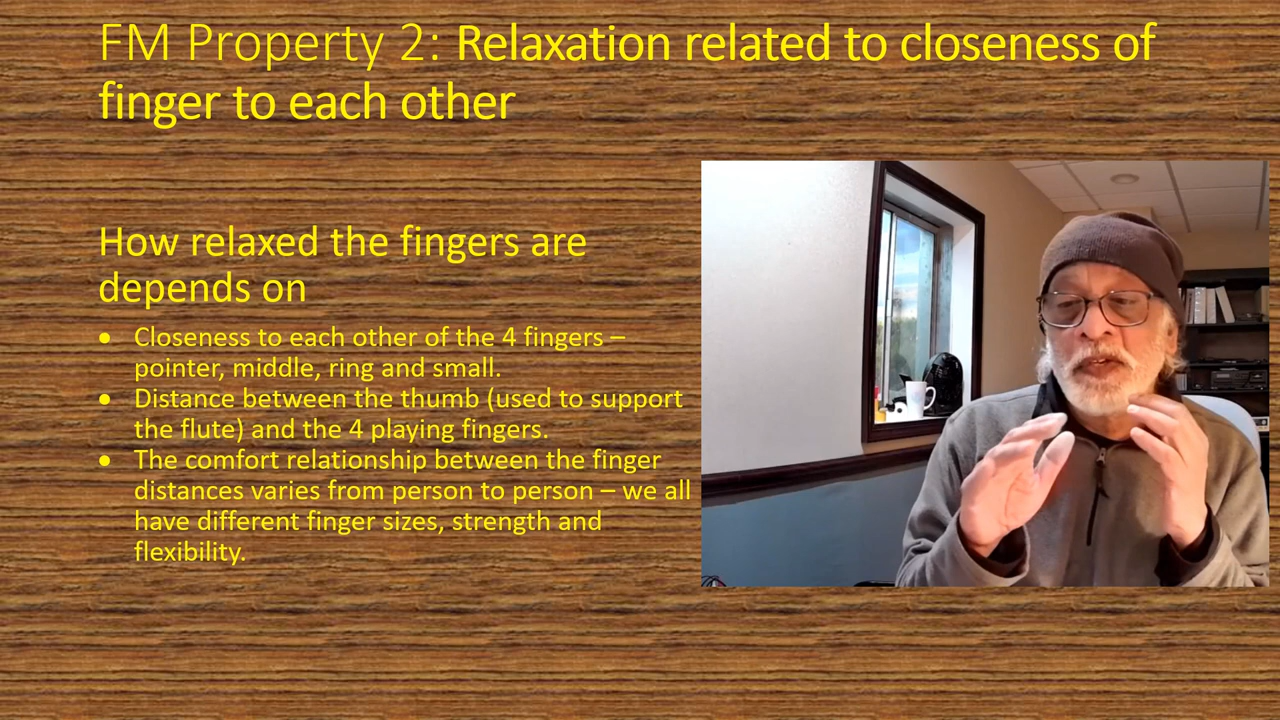 FM Property 2: Relaxation related to closeness of
finger to each other
How relaxed the fingers are
depends on
• Closeness to each other of the 4 fingers –
pointer, middle, ring and small.
• Distance between the thumb (used to support
the flute) and the 4 playing fingers.
• The comfort relationship between the finger
distances varies from person to person – we all
have different finger sizes, strength and
flexibility.